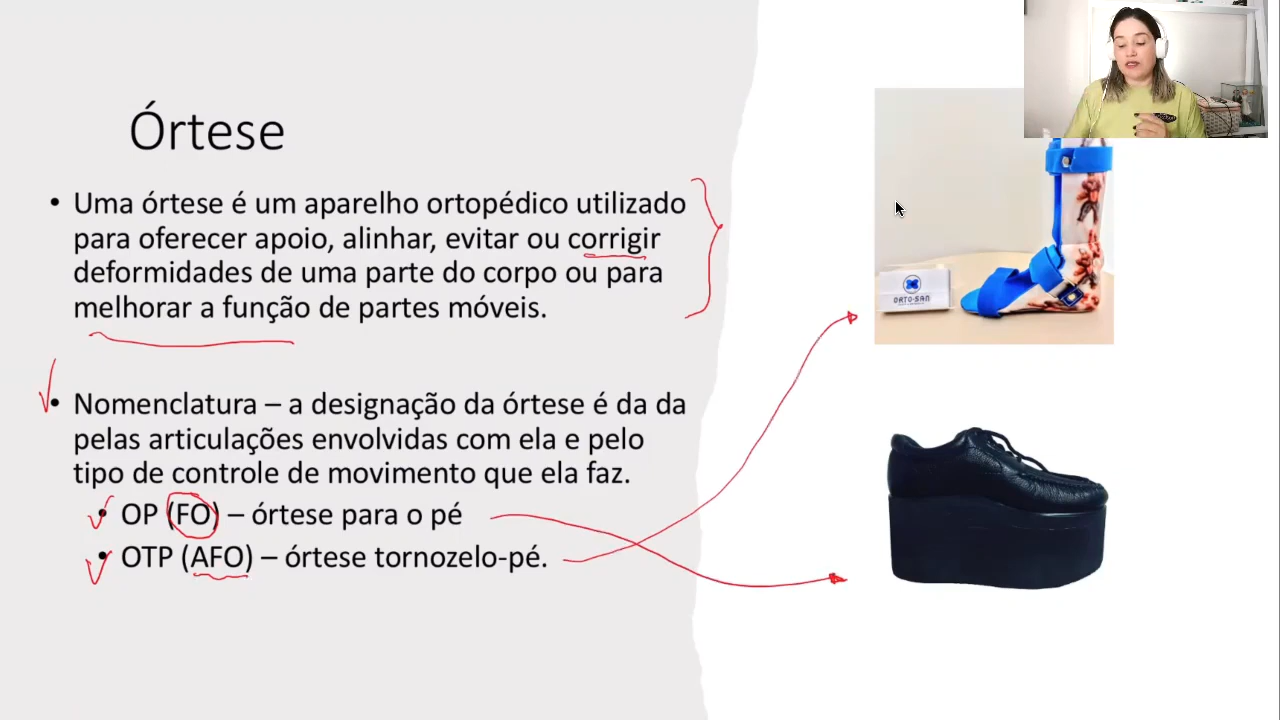 Órtese
• Uma órtese é um aparelho ortopédico utilizado
para oferecer apoio, alinhar, evitar ou corrigir
deformidades de uma parte do corpo ou para
melhorar a função de partes móveis.
• Nomenclatura – a designação da órtese é da da
pelas articulações envolvidas com ela e pelo
tipo de controle de movimento que ela faz.
• OP (FO) – órtese para o pé
• OTP (AFO) – órtese tornozelo-pé.
ORTO-SAN